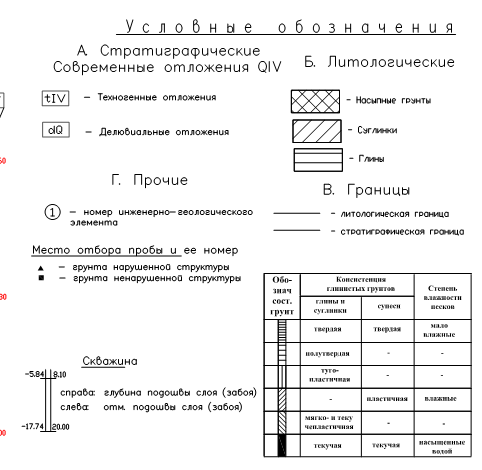 Условные обозначения
А. Стратиграфические
Современные отложения QIV
tIV – Техногенные отложения
dQ – Делювиальные отложения
Б. Литологические
– Насыпные грунты
– Суглинки
– Глины
Г. Прочие
1 – номер инженерно–геологического
элемента
Место отбора пробы и ее номер
– грунта нарушенной структуры
– грунта ненарушенной структуры
В. Границы
– литологическая граница
– стратиграфическая граница
Скважина
–5.84 8.10
–17.74 20.00
справа: глубина подошвы слоя (забоя)
слева: отм. подошвы слоя (забоя)
Обо-
знач
сост.
грунт
Консистенция
глинистых грунтов
глины и
суглинки
супеси
Степень
влажности
песков
твердая твердая мало
влажные
полутвердая - -
туго-
пластичная - -
- пластичная влажные
мягко- и теку
чепластичная - -
текучая текучая насыщенные
водой